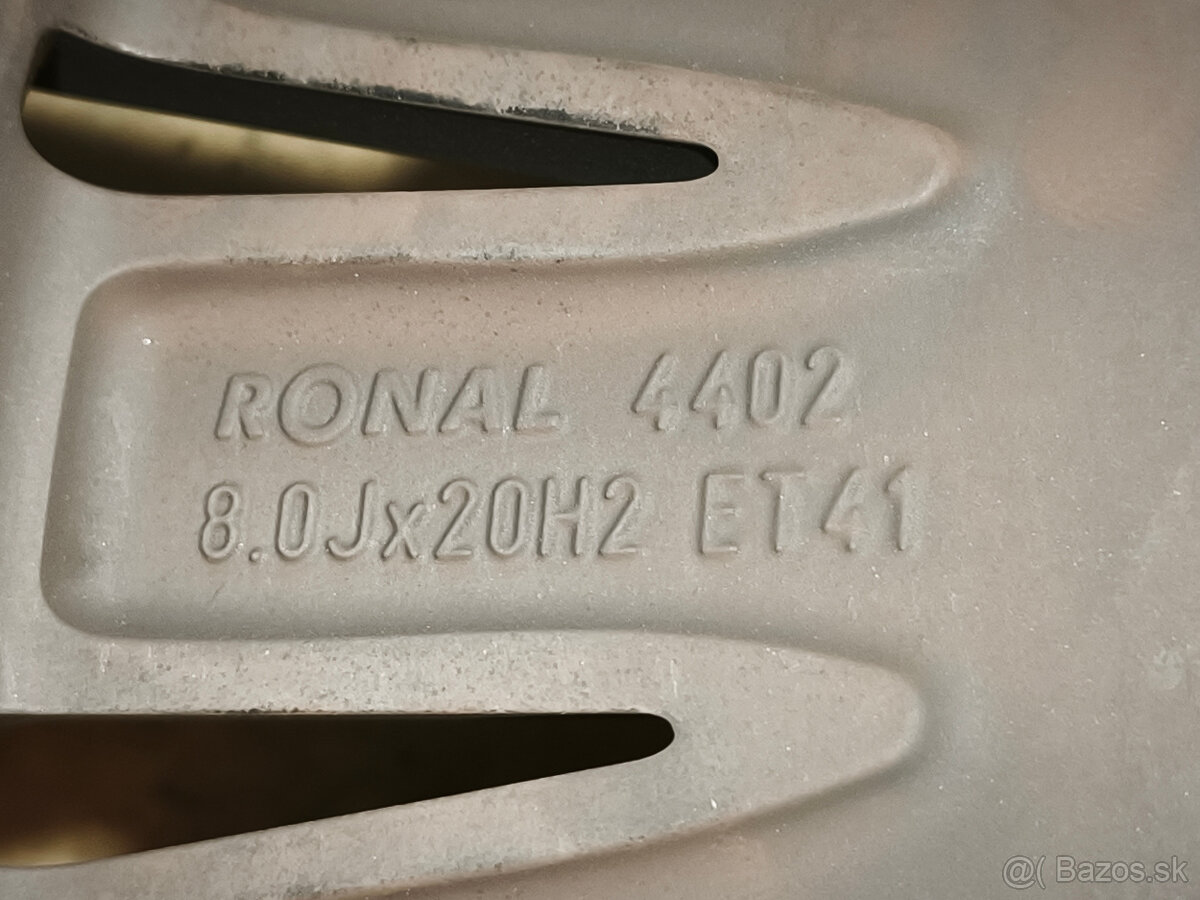 RONAL 4402
8.0Jx20H2 ET41
@( Bazos.sk